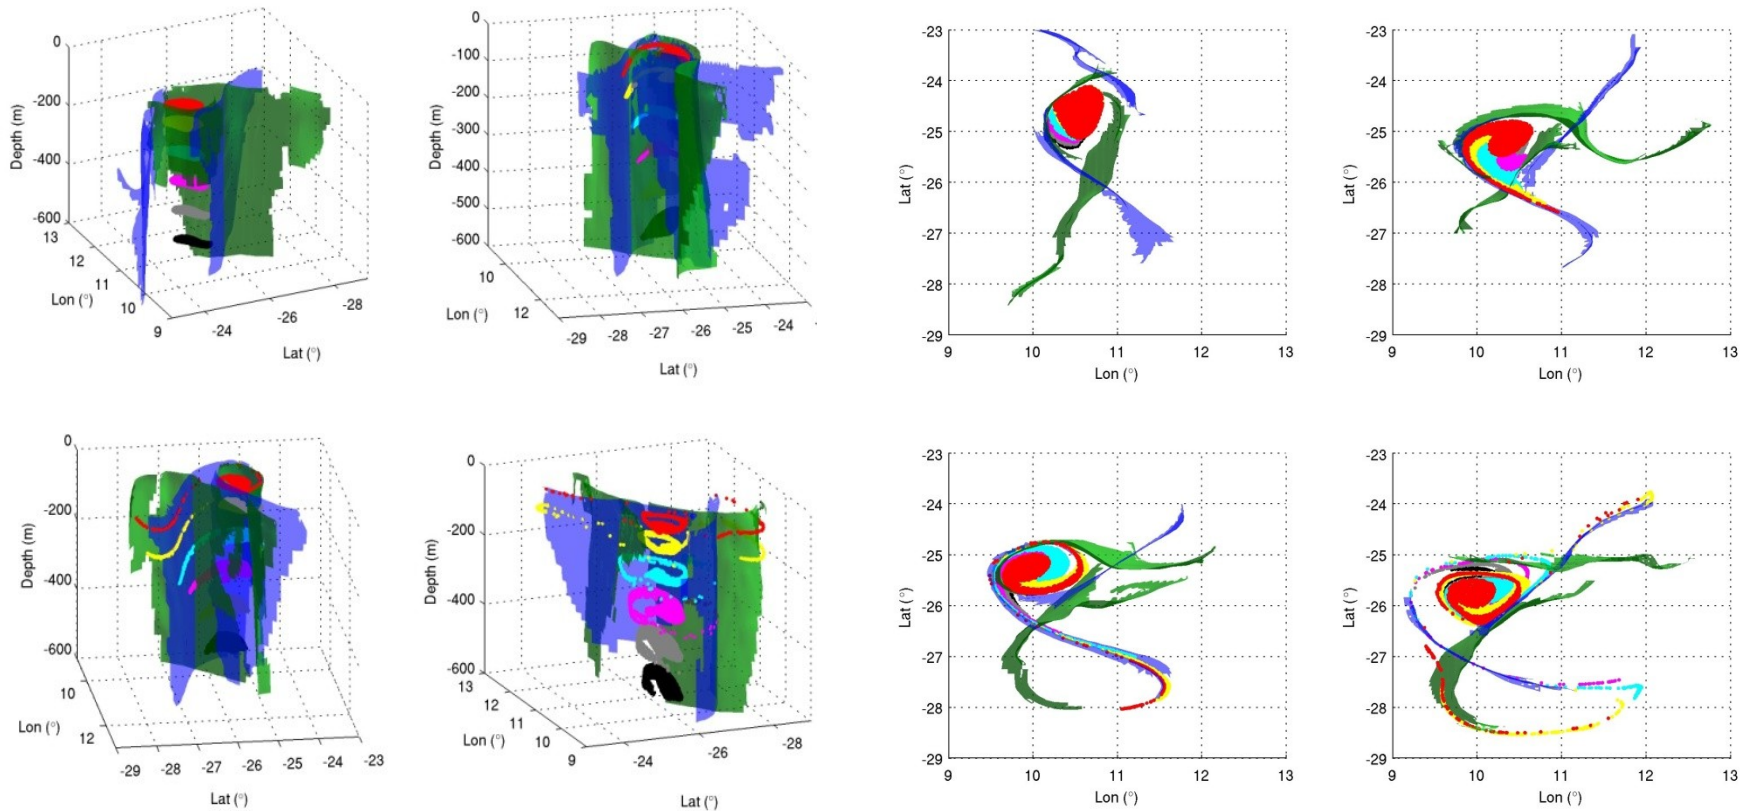 0
-200
-400
-600
Depth (m)
13
12
11
10
9
Lon (°)
-24
-26
-28
Lat (°)
0
-100
-200
-300
-400
-500
-600
Depth (m)
10
12
Lon (°)
-29 -28 -27 -26 -25 -24
Lat (°)
-23
-24
-25
-26
-27
-28
-29
Lat (°)
9 10 11 12 13
Lon (°)
-23
-24
-25
-26
-27
-28
-29
Lat (°)
9 10 11 12 13
Lon (°)
0
-200
-400
-600
Depth (m)
10
12
Lon (°)
-29 -28 -27 -26 -25 -24 -23
Lat (°)
0
-200
-400
-600
Depth (m)
13
12
11
10
9
Lon (°)
-24
-26
-28
Lat (°)
-23
-24
-25
-26
-27
-28
-29
Lat (°)
9 10 11 12 13
Lon (°)
-23
-24
-25
-26
-27
-28
-29
Lat (°)
9 10 11 12 13
Lon (°)